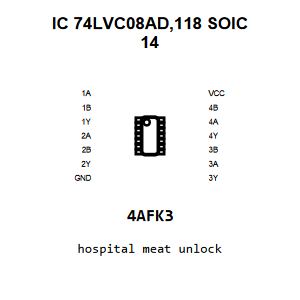 IC 74LVC08AD,118 SOIC
14
1A VCC
1B 4B
1Y 4A
2A 4Y
2B 3B
2Y 3A
GND 3Y
4AFK3
hospital meat unlock